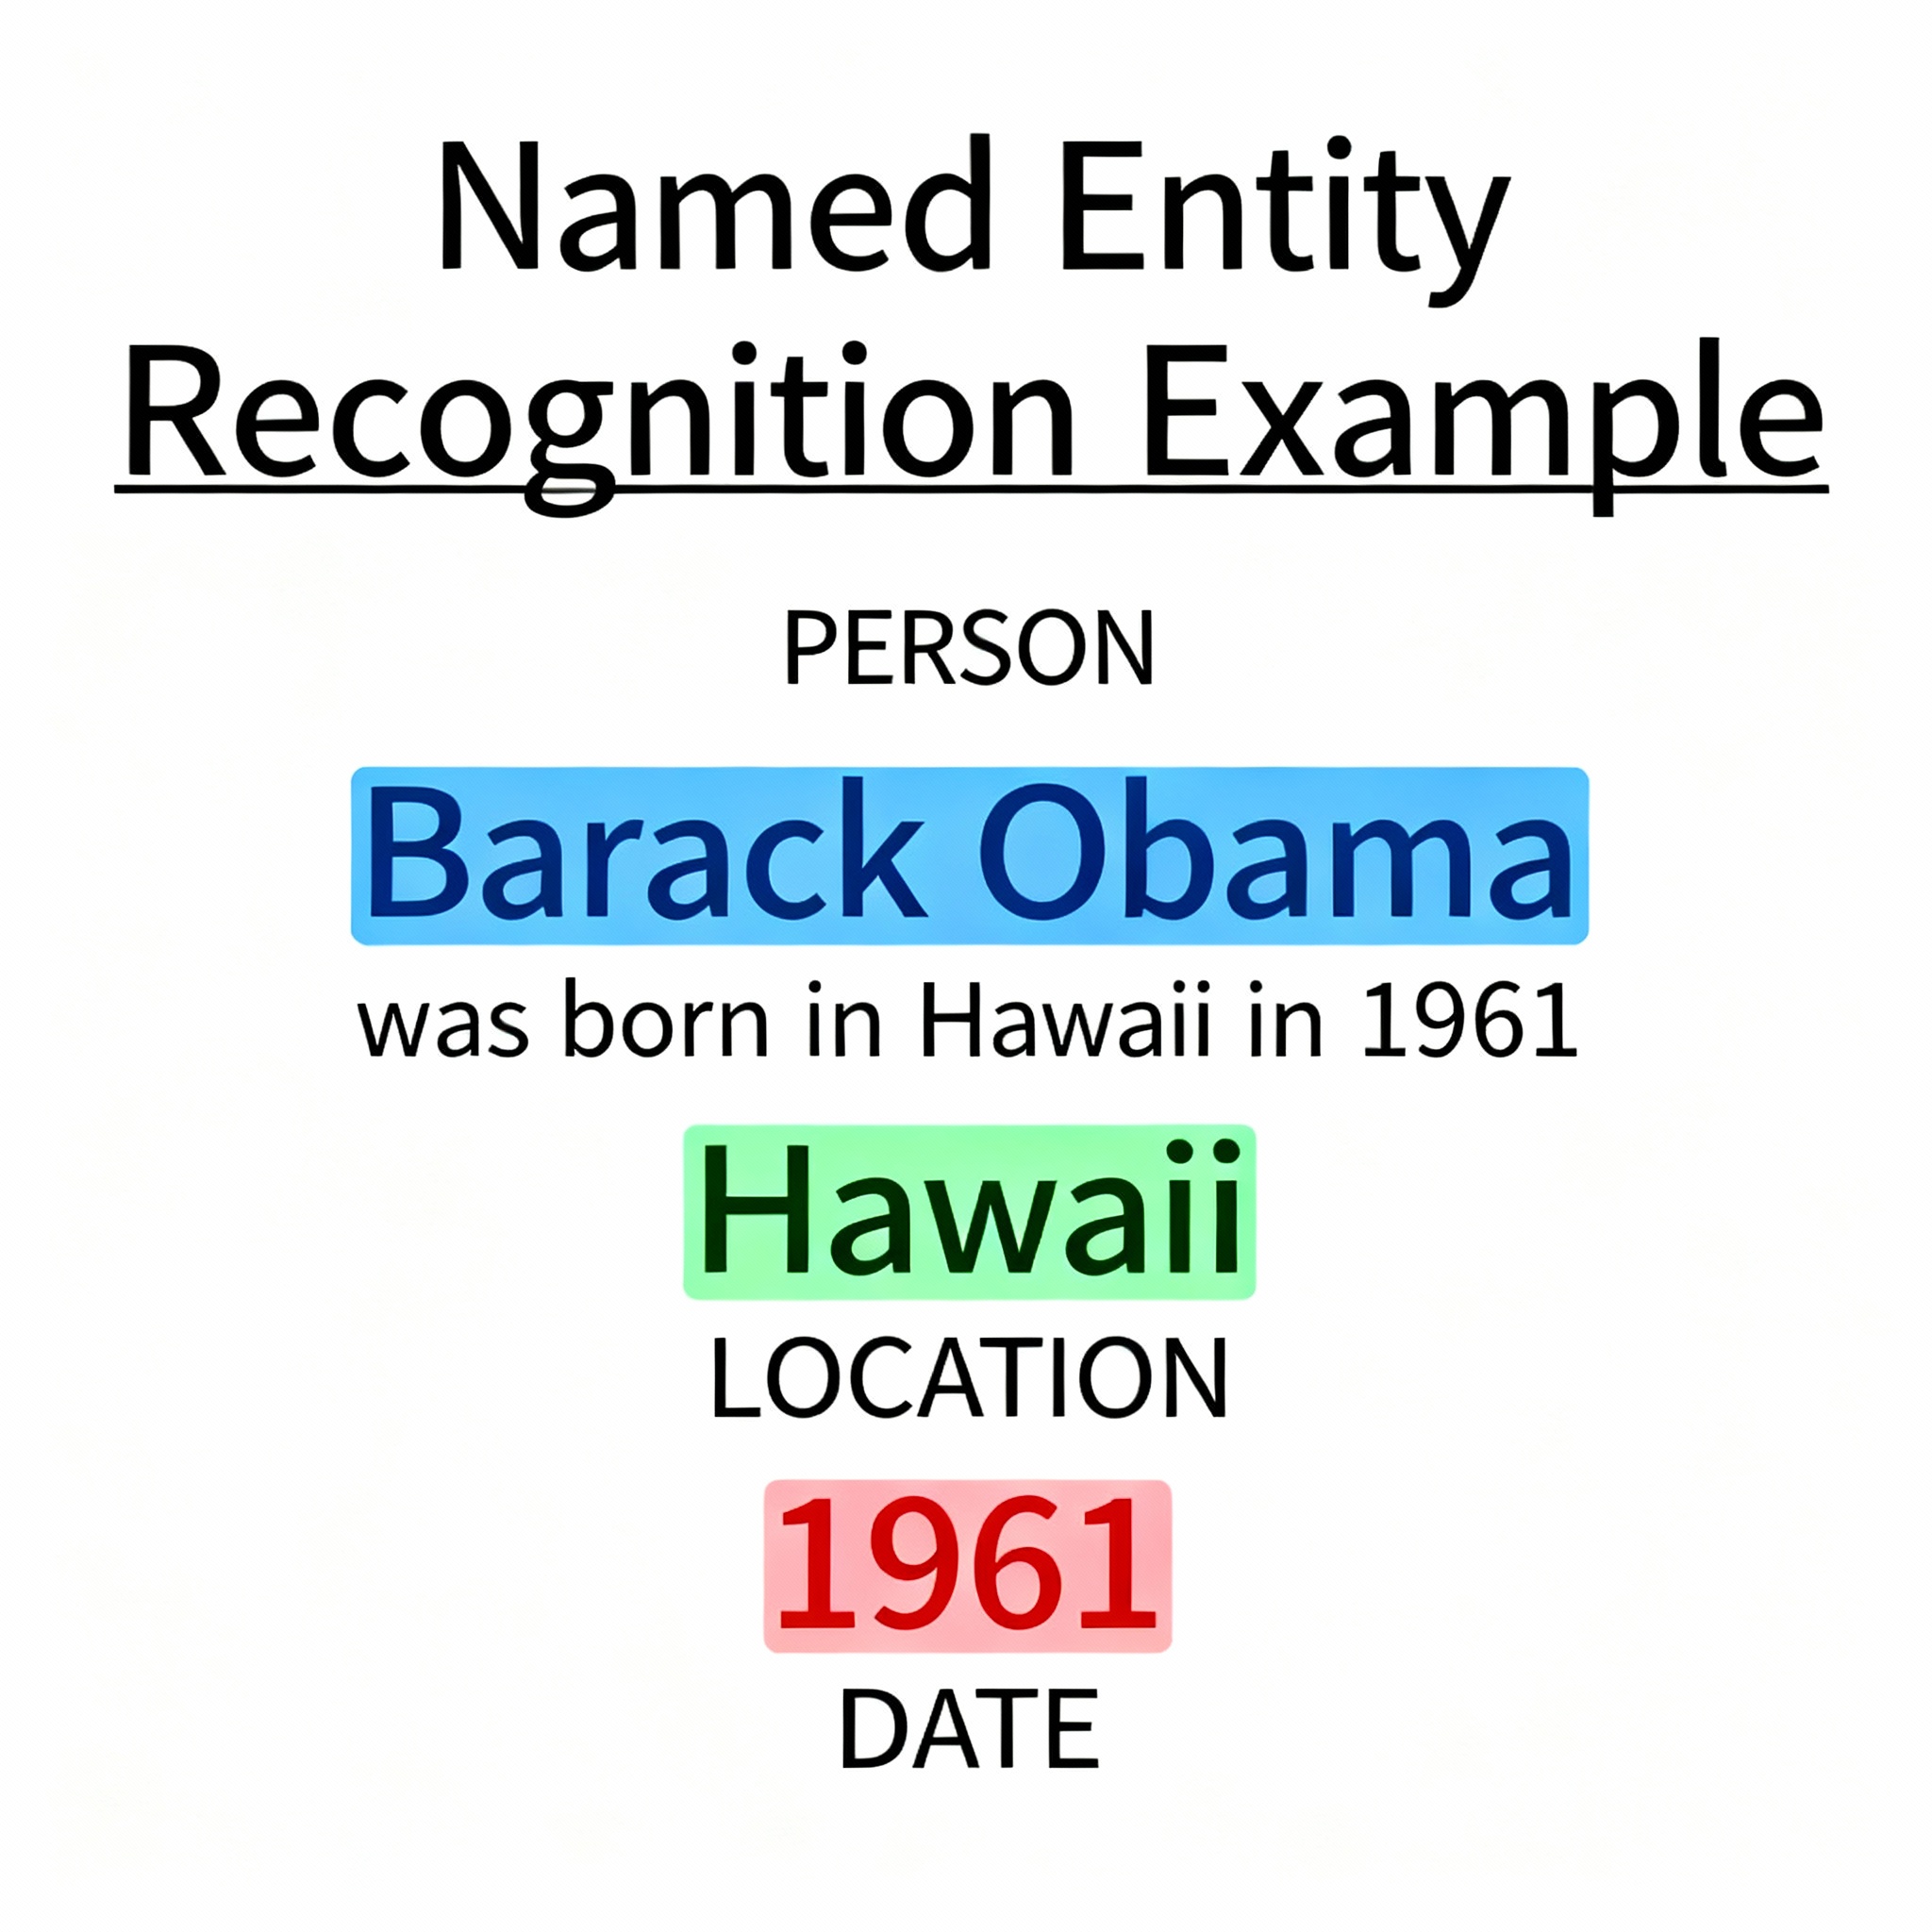 Named Entity
Recognition Example
PERSON
Barack Obama
was born in Hawaii in 1961
Hawaii
LOCATION
1961
DATE